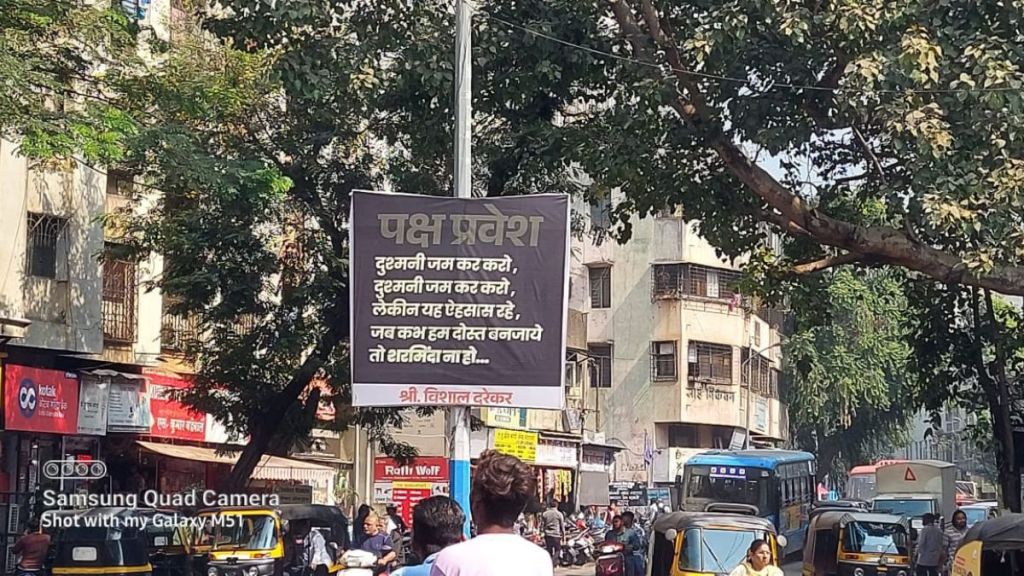 पक्ष प्रवेश
दुश्मनी जम कर करो,
दुश्मनी जम कर करो,
लेकीन यह ऐहसास रहे,
जब कभ हम दोस्त बनजाये
तो शरमिंदा ना हो...
श्री. विशाल दरेकर
kotak
Rath Wolf
Samsung Quad Camera
Shot with my Galaxy M51